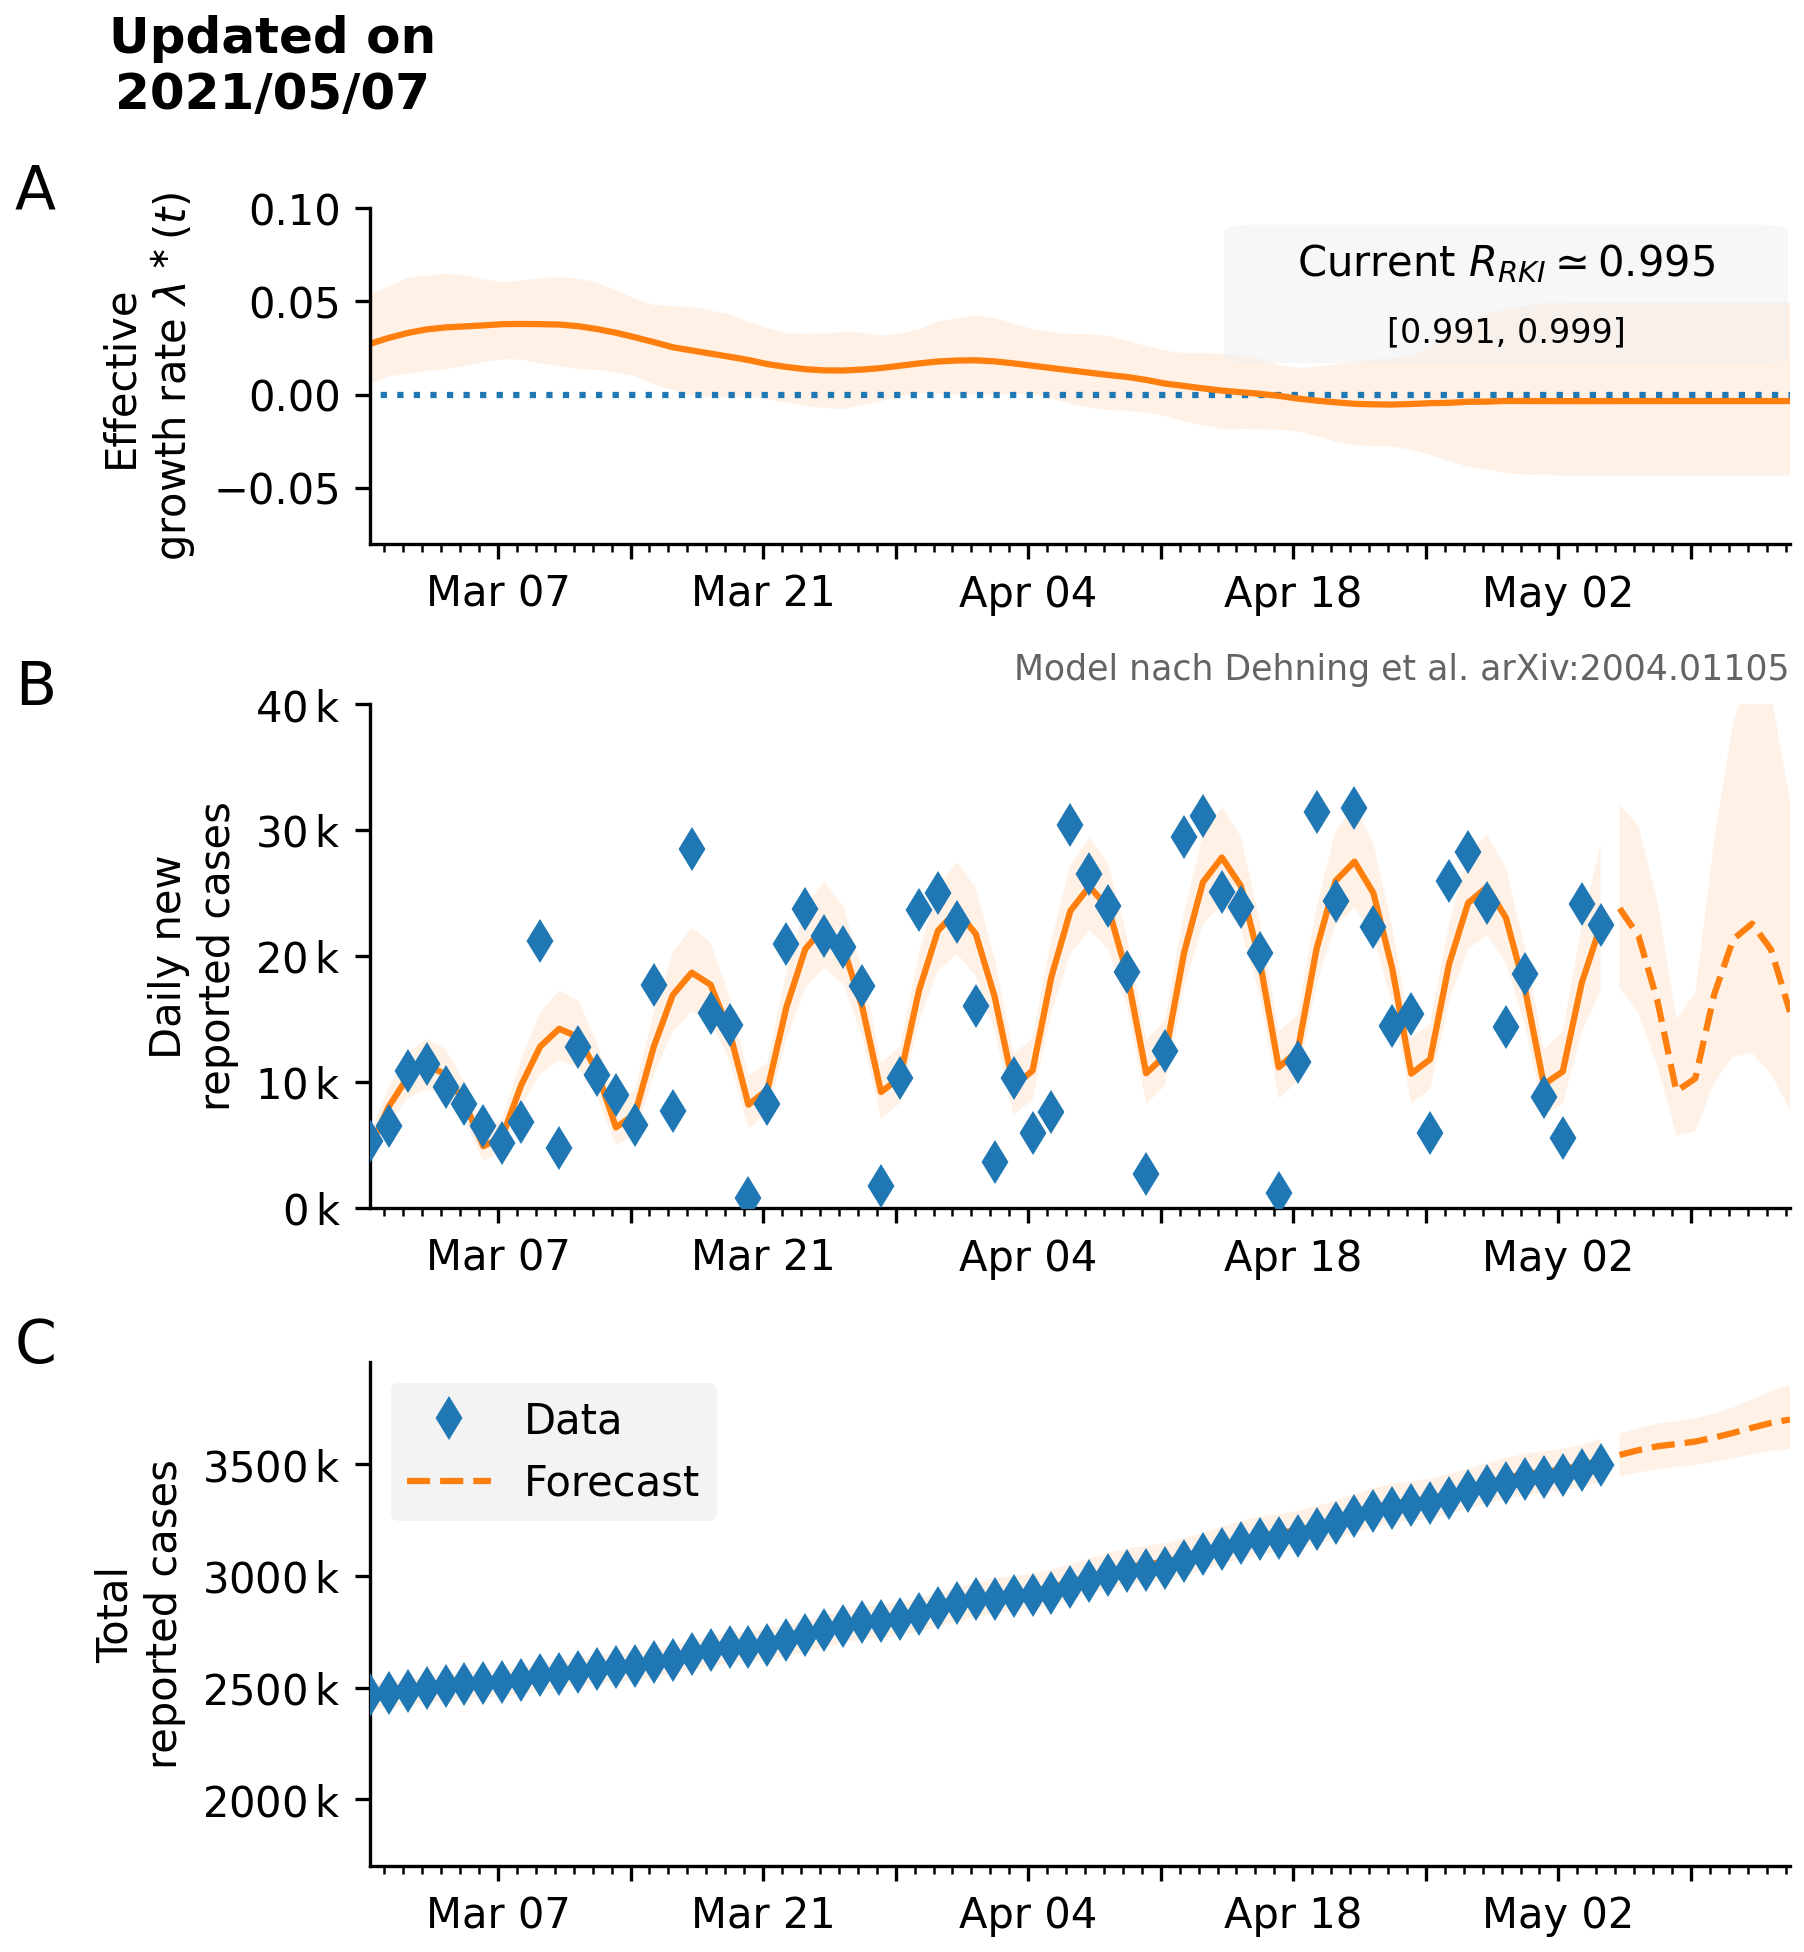 Updated on
2021/05/07
A
Effective
growth rate λ * (t)
0.10
0.05
0.00
−0.05
Current R_RKI ≃ 0.995
[0.991, 0.999]
Mar 07
Mar 21
Apr 04
Apr 18
May 02
Model nach Dehning et al. arXiv:2004.01105
B
Daily new
reported cases
40 k
30 k
20 k
10 k
0 k
Mar 07
Mar 21
Apr 04
Apr 18
May 02
C
Total
reported cases
3500 k
3000 k
2500 k
2000 k
Data
Forecast
Mar 07
Mar 21
Apr 04
Apr 18
May 02